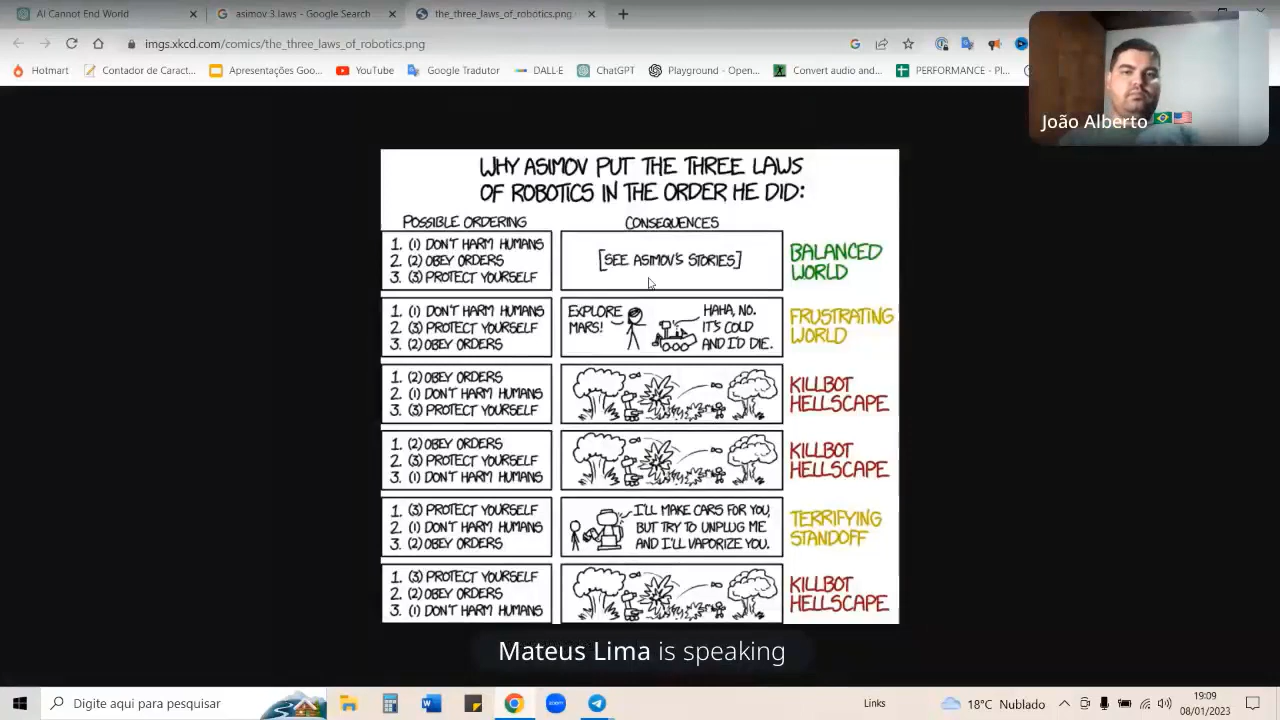 AI Cannot End World
asimov 3 laws - Google Search
the_three_laws_of_robotics.png
imgs.xkcd.com/comics/the_three_laws_of_robotics.png
Hotmart
Contador de Caract...
Apresentações Goo...
YouTube
Google Tradutor
DALL·E
ChatGPT
Playground - Open...
Convert audio and...
PERFORMANCE - Pl...
João Alberto
WHY ASIMOV PUT THE THREE LAWS
OF ROBOTICS IN THE ORDER HE DID:
POSSIBLE ORDERING
CONSEQUENCES
1. (1) DON'T HARM HUMANS
2. (2) OBEY ORDERS
3. (3) PROTECT YOURSELF
[SEE ASIMOV'S STORIES]
BALANCED
WORLD
1. (1) DON'T HARM HUMANS
2. (3) PROTECT YOURSELF
3. (2) OBEY ORDERS
EXPLORE
MARS!
HAHA, NO.
IT'S COLD
AND I'D DIE.
FRUSTRATING
WORLD
1. (2) OBEY ORDERS
2. (1) DON'T HARM HUMANS
3. (3) PROTECT YOURSELF
KILLBOT
HELLSCAPE
1. (2) OBEY ORDERS
2. (3) PROTECT YOURSELF
3. (1) DON'T HARM HUMANS
KILLBOT
HELLSCAPE
1. (3) PROTECT YOURSELF
2. (1) DON'T HARM HUMANS
3. (2) OBEY ORDERS
I'LL MAKE CARS FOR YOU,
BUT TRY TO UNPLUG ME
AND I'LL VAPORIZE YOU.
TERRIFYING
STANDOFF
1. (3) PROTECT YOURSELF
2. (2) OBEY ORDERS
3. (1) DON'T HARM HUMANS
KILLBOT
HELLSCAPE
Mateus Lima is speaking
Digite aqui para pesquisar
zoom
Links
18°C Nublado
19:09
08/01/2023